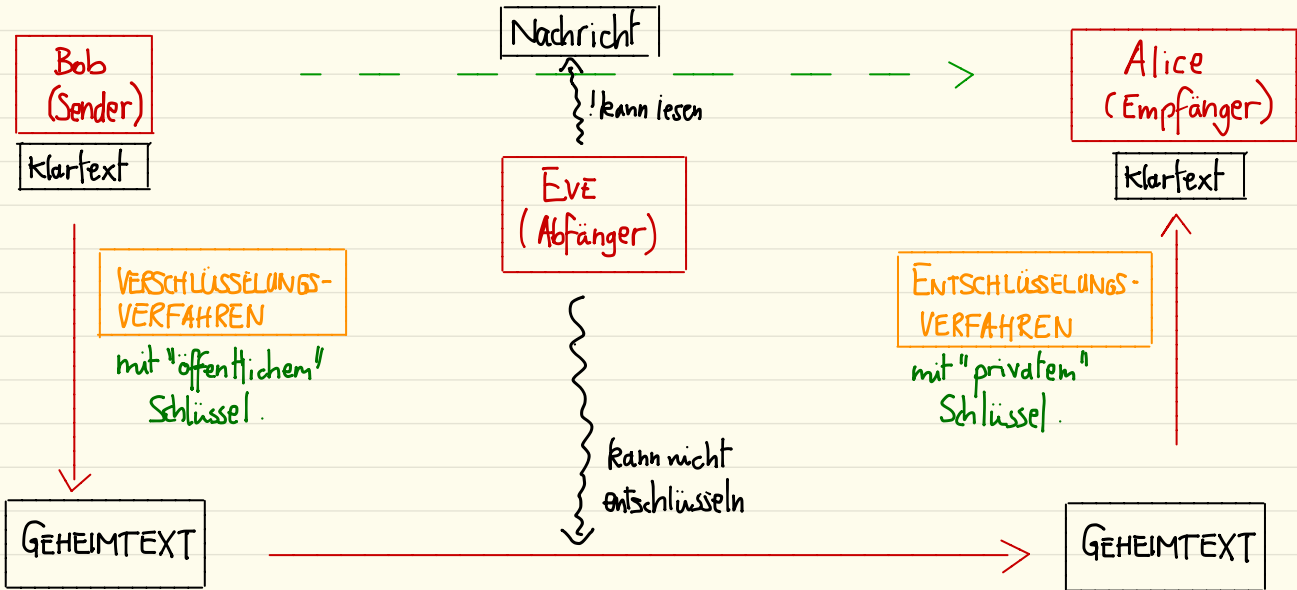 Nachricht
Bob
(Sender)
Alice
(Empfänger)
! kann lesen
Klartext
Klartext
EVE
(Abfänger)
VERSCHLÜSSELUNGS-
VERFAHREN
mit "öffentlichem"
Schlüssel.
ENTSCHLÜSSELUNGS-
VERFAHREN
mit "privatem"
Schlüssel.
kann nicht
entschlüsseln
GEHEIMTEXT
GEHEIMTEXT